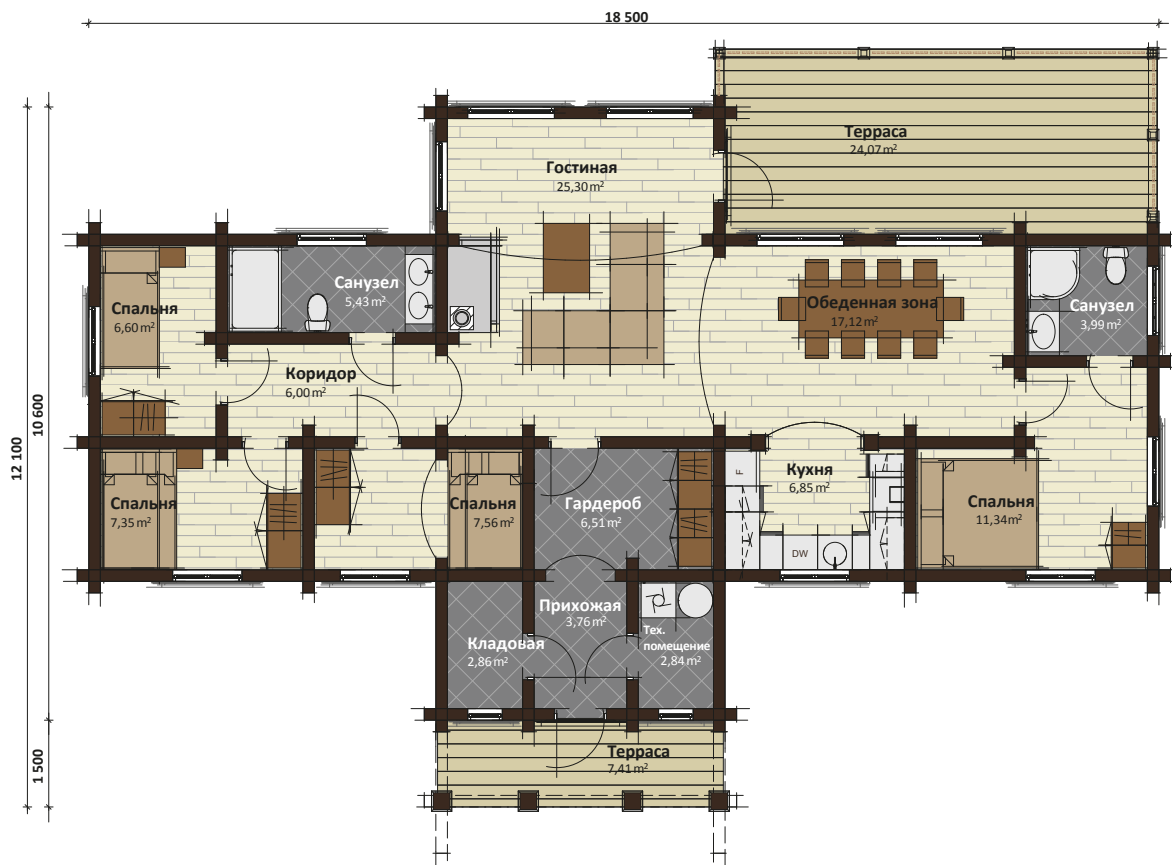 18 500
Терраса
24,07 m²
Гостиная
25,30 m²
10 600
12 100
1 500
Спальня
6,60 m²
Санузел
5,43 m²
Обеденная зона
17,12 m²
Санузел
3,99 m²
Коридор
6,00 m²
Спальня
7,35 m²
Спальня
7,56 m²
Гардероб
6,51 m²
F
Кухня
6,85 m²
DW
Спальня
11,34 m²
Кладовая
2,86 m²
Прихожая
3,76 m²
Тех.
помещение
2,84 m²
Терраса
7,41 m²